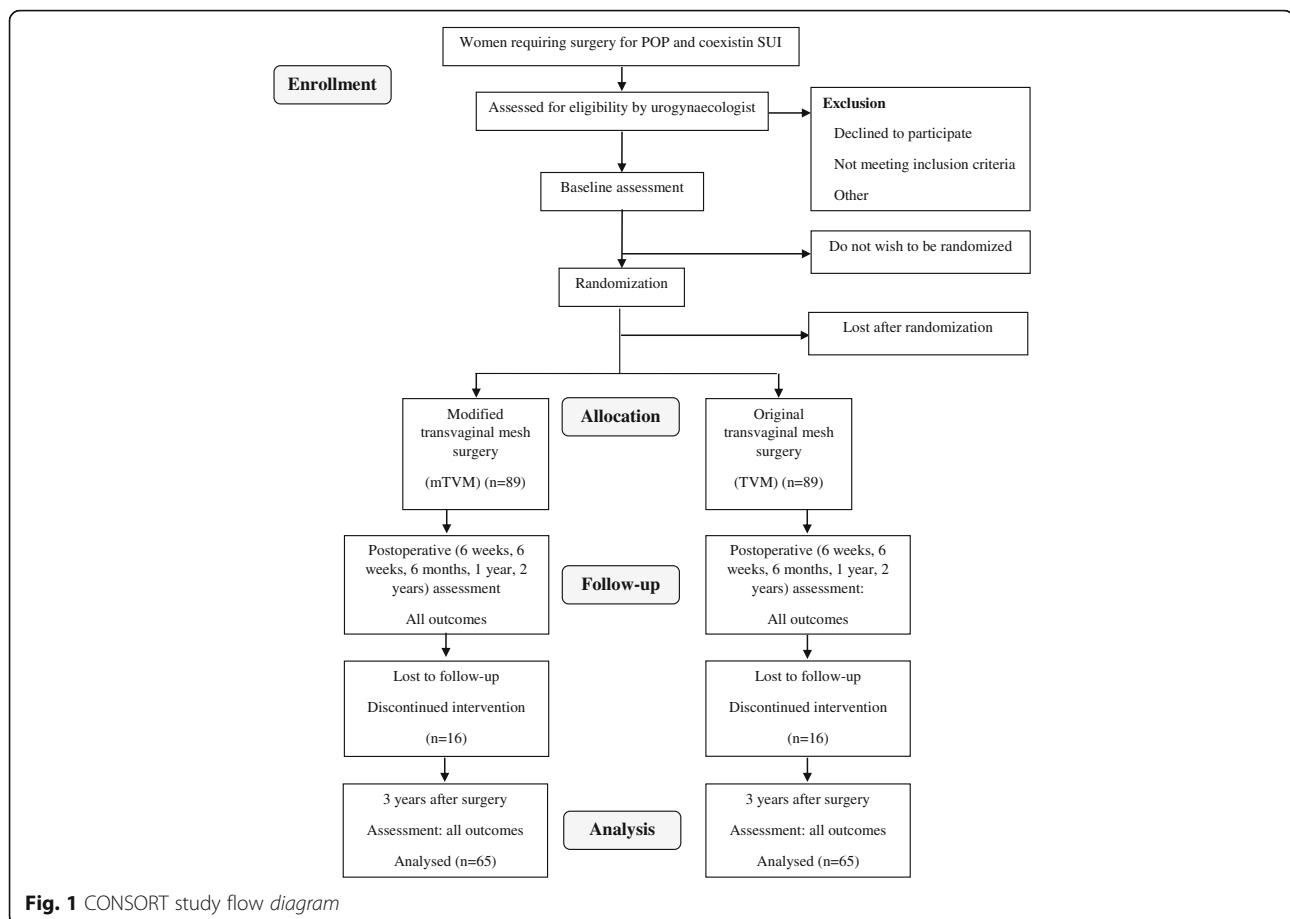 Women requiring surgery for POP and coexistin SUI
Enrollment
Assessed for eligibility by urogynaecologist
Exclusion
Declined to participate
Not meeting inclusion criteria
Other
Baseline assessment
Do not wish to be randomized
Randomization
Lost after randomization
Modified
transvaginal mesh
surgery
(mTVM) (n=89)
Allocation
Original
transvaginal mesh
surgery
(TVM) (n=89)
Postoperative (6 weeks, 6
weeks, 6 months, 1 year, 2
years) assessment
All outcomes
Follow-up
Postoperative (6 weeks, 6
weeks, 6 months, 1 year, 2
years) assessment:
All outcomes
Lost to follow-up
Discontinued intervention
(n=16)
Lost to follow-up
Discontinued intervention
(n=16)
3 years after surgery
Assessment: all outcomes
Analysed (n=65)
Analysis
3 years after surgery
Assessment: all outcomes
Analysed (n=65)
Fig. 1 CONSORT study flow diagram